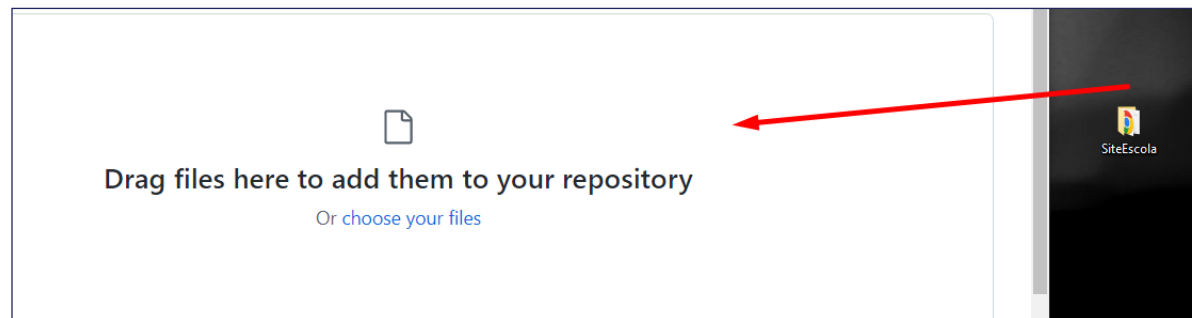 Drag files here to add them to your repository
Or choose your files
SiteEscola